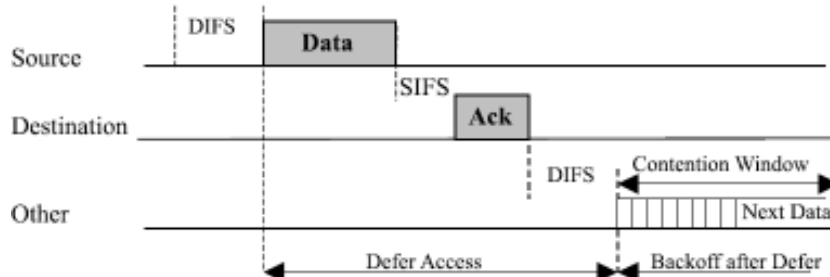 DIFS
Data
Source
SIFS
Ack
Destination
DIFS
Contention Window
Other
Next Data
Defer Access
Backoff after Defer